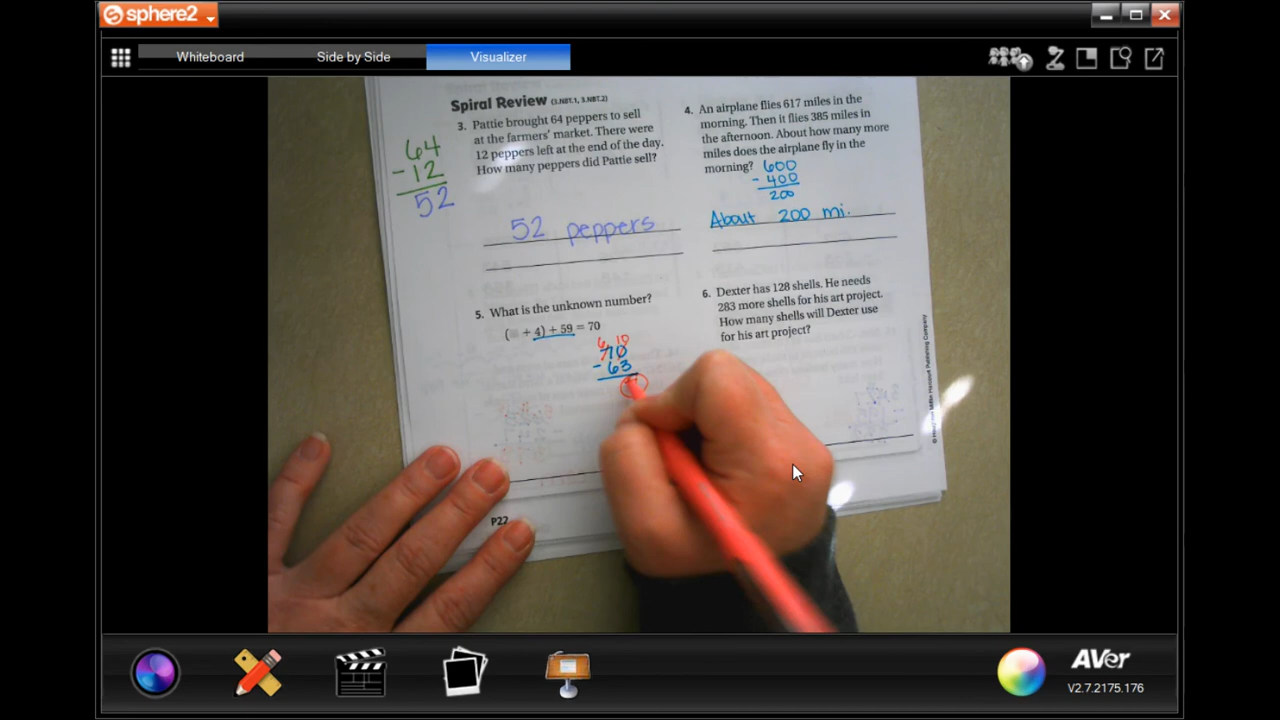 sphere2
Whiteboard
Side by Side
Visualizer
Spiral Review (3.NBT.1, 3.NBT.2)
3. Pattie brought 64 peppers to sell
at the farmers' market. There were
12 peppers left at the end of the day.
How many peppers did Pattie sell?
64
- 12
52
52 peppers
4. An airplane flies 617 miles in the
morning. Then it flies 385 miles in
the afternoon. About how many more
miles does the airplane fly in the
morning?
600
- 400
200
About 200 mi.
5. What is the unknown number?
( + 4) + 59 = 70
6 10
70
- 63
6. Dexter has 128 shells. He needs
283 more shells for his art project.
How many shells will Dexter use
for his art project?
© Houghton Mifflin Harcourt Publishing Company
P22
AVer
V2.7.2175.176